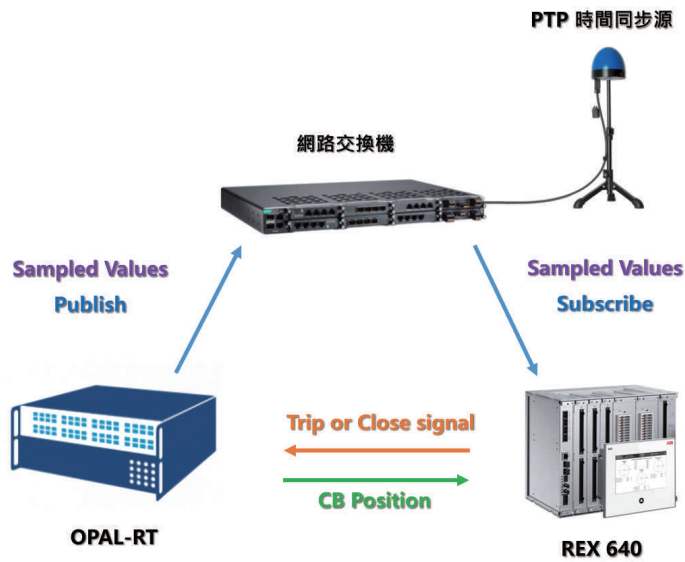 PTP 時間同步源
網路交換機
Sampled Values
Publish
Sampled Values
Subscribe
Trip or Close signal
CB Position
OPAL-RT
REX 640